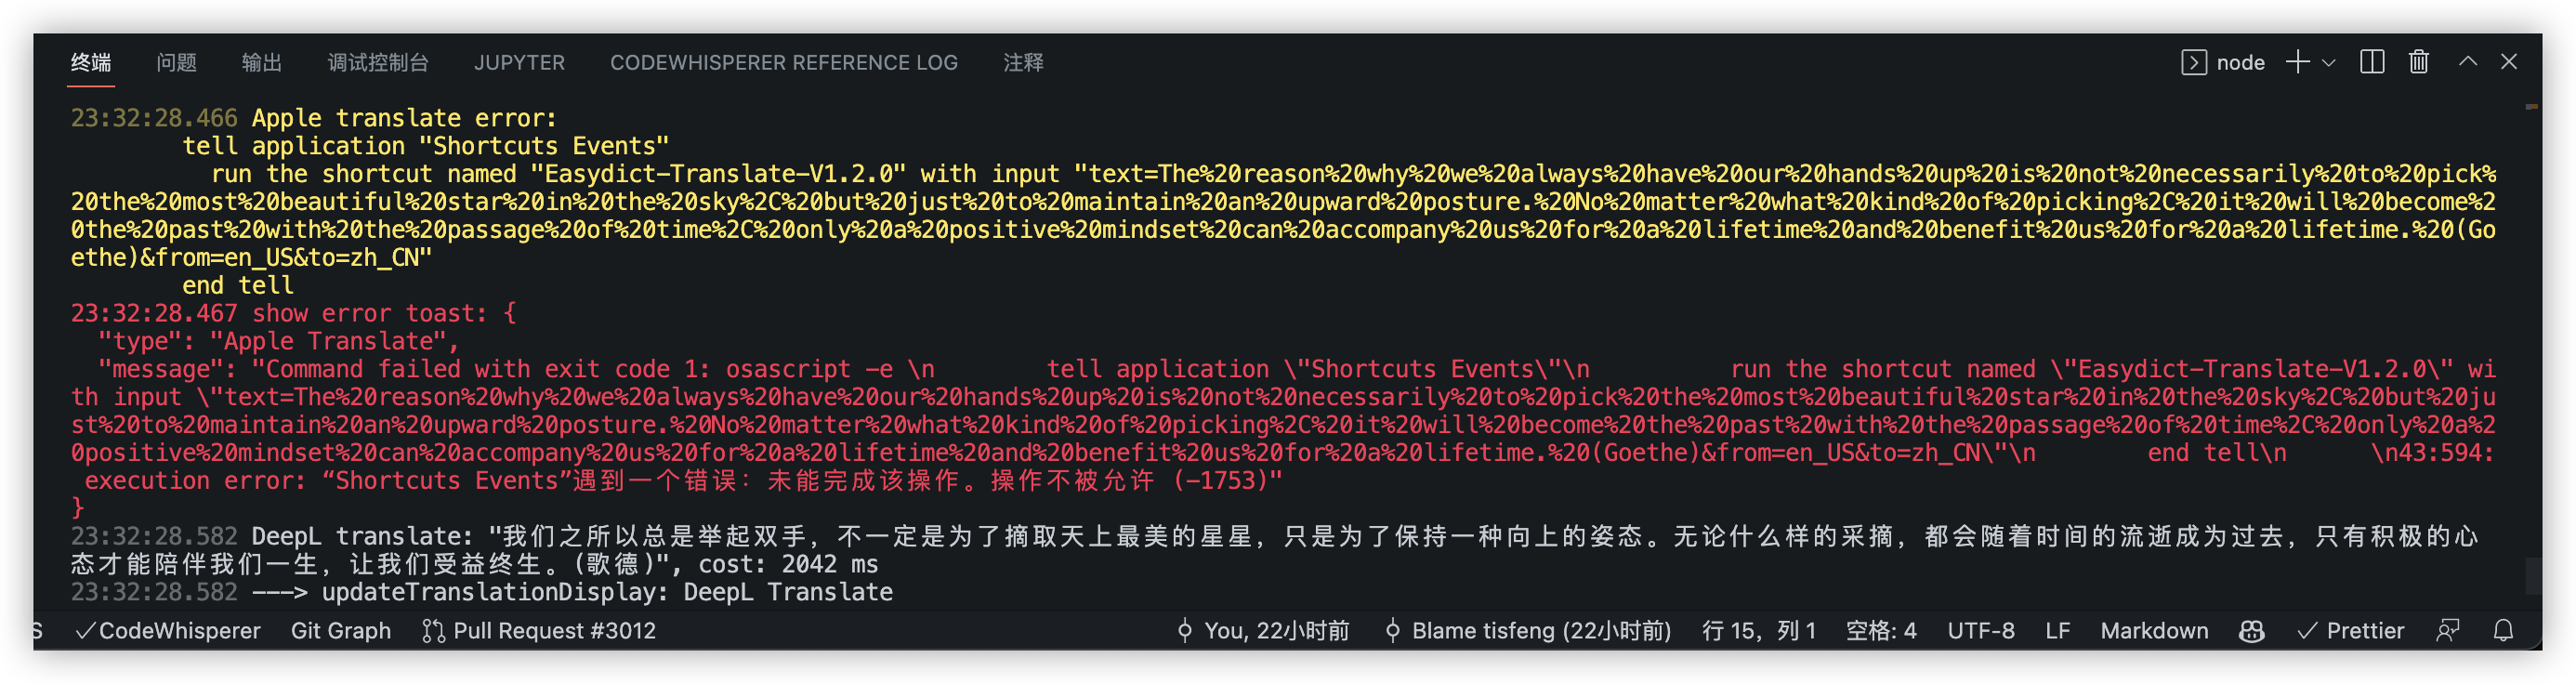 终端 问题 输出 调试控制台 JUPYTER CODEWHISPERER REFERENCE LOG 注释 node
23:32:28.466 Apple translate error:
tell application "Shortcuts Events"
run the shortcut named "Easydict-Translate-V1.2.0" with input "text=The%20reason%20why%20we%20always%20have%20our%20hands%20up%20is%20not%20necessarily%20to%20pick%
20the%20most%20beautiful%20star%20in%20the%20sky%2C%20but%20just%20to%20maintain%20an%20upward%20posture.%20No%20matter%20what%20kind%20of%20picking%2C%20it%20will%20become%2
0the%20past%20with%20the%20passage%20of%20time%2C%20only%20a%20positive%20mindset%20can%20accompany%20us%20for%20a%20lifetime%20and%20benefit%20us%20for%20a%20lifetime.%20(Go
ethe)&from=en_US&to=zh_CN"
end tell
23:32:28.467 show error toast: {
"type": "Apple Translate",
"message": "Command failed with exit code 1: osascript -e \n        tell application \"Shortcuts Events\"\n          run the shortcut named \"Easydict-Translate-V1.2.0\" wi
th input \"text=The%20reason%20why%20we%20always%20have%20our%20hands%20up%20is%20not%20necessarily%20to%20pick%20the%20most%20beautiful%20star%20in%20the%20sky%2C%20but%20ju
st%20to%20maintain%20an%20upward%20posture.%20No%20matter%20what%20kind%20of%20picking%2C%20it%20will%20become%20the%20past%20with%20the%20passage%20of%20time%2C%20only%20a%2
0positive%20mindset%20can%20accompany%20us%20for%20a%20lifetime%20and%20benefit%20us%20for%20a%20lifetime.%20(Goethe)&from=en_US&to=zh_CN\"\n        end tell\n      \n43:594:
execution error: “Shortcuts Events”遇到一个错误：未能完成该操作。操作不被允许 (-1753)"
}
23:32:28.582 DeepL translate: "我们之所以总是举起双手，不一定是为了摘取天上最美的星星，只是为了保持一种向上的姿态。无论什么样的采摘，都会随着时间的流逝成为过去，只有积极的心
态才能陪伴我们一生，让我们受益终生。(歌德)", cost: 2042 ms
23:32:28.582 ---> updateTranslationDisplay: DeepL Translate
S CodeWhisperer Git Graph Pull Request #3012 You, 22小时前 Blame tisfeng (22小时前) 行 15，列 1 空格: 4 UTF-8 LF Markdown Prettier